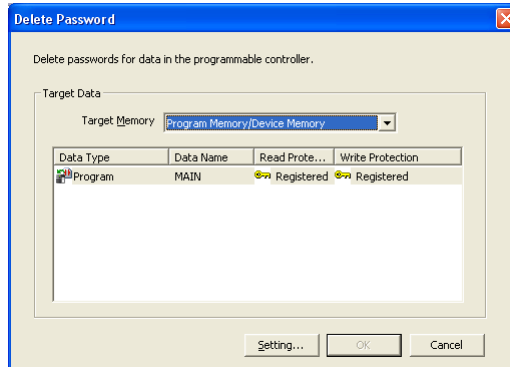 Delete Password
Delete passwords for data in the programmable controller.
Target Data
Target Memory Program Memory/Device Memory
Data Type Data Name Read Prote... Write Protection
Program MAIN Registered Registered
Setting... OK Cancel